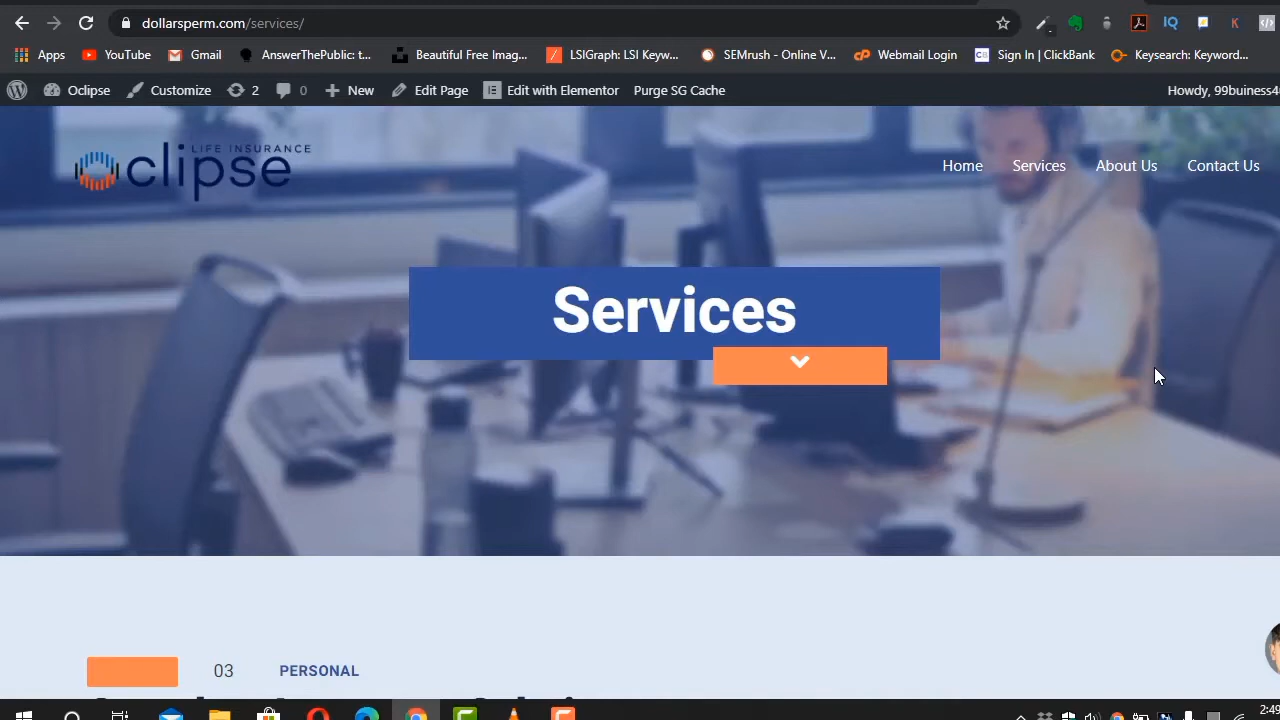 dollarsperm.com/services/
Apps YouTube Gmail AnswerThePublic: t... Beautiful Free Imag... LSIGraph: LSI Keyw... SEMrush - Online V... Webmail Login Sign In | ClickBank Keysearch: Keyword...
Oclipse Customize 2 0 New Edit Page Edit with Elementor Purge SG Cache Howdy, 99buiness4
LIFE INSURANCE
clipse
Home Services About Us Contact Us
Services
03 PERSONAL
2:49